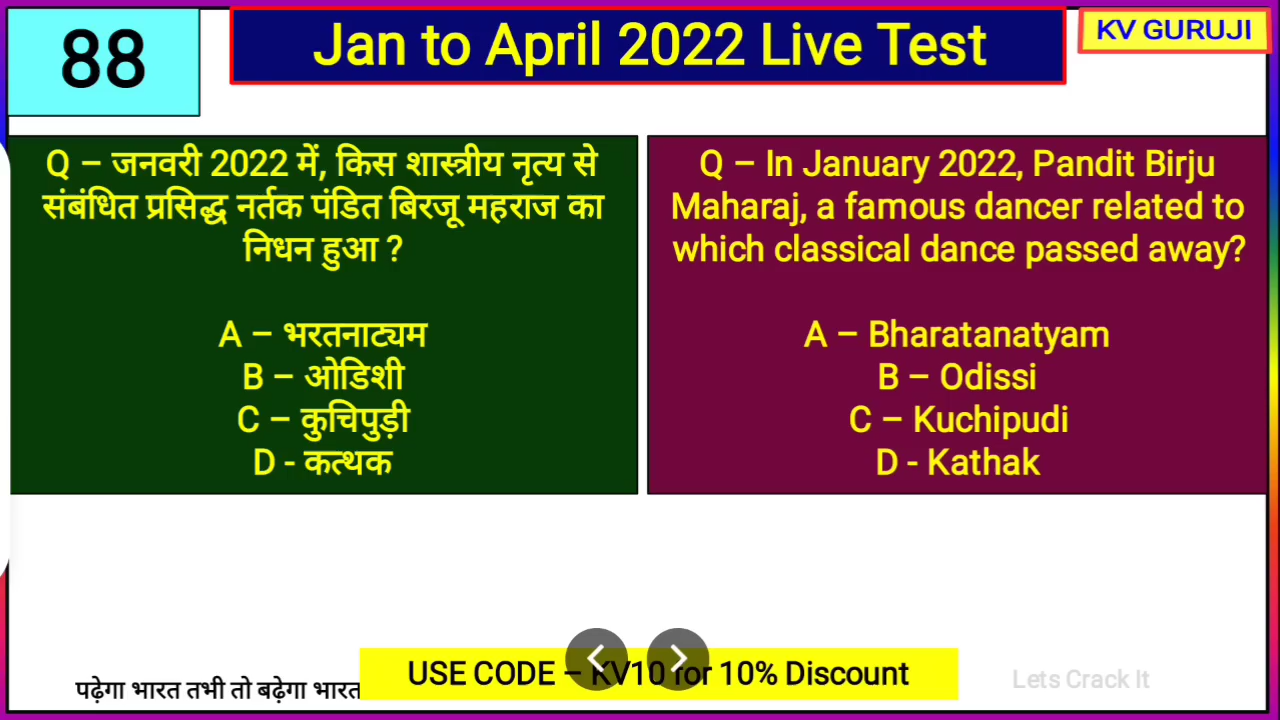 88
Jan to April 2022 Live Test
KV GURUJI
Q – जनवरी 2022 में, किस शास्त्रीय नृत्य से
संबंधित प्रसिद्ध नर्तक पंडित बिरजू महराज का
निधन हुआ ?
A – भरतनाट्यम
B – ओडिशी
C – कुचिपुड़ी
D - कत्थक
Q – In January 2022, Pandit Birju
Maharaj, a famous dancer related to
which classical dance passed away?
A – Bharatanatyam
B – Odissi
C – Kuchipudi
D - Kathak
पढ़ेगा भारत तभी तो बढ़ेगा भारत
USE CODE – KV10 for 10% Discount
Lets Crack It